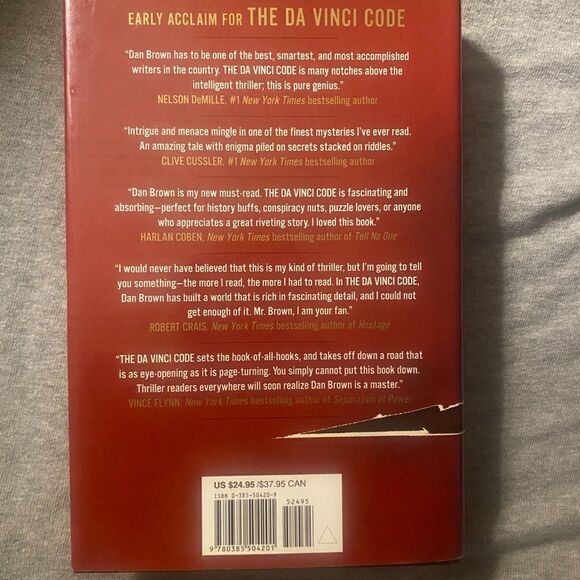 EARLY ACCLAIM FOR THE DA VINCI CODE
“Dan Brown has to be one of the best, smartest, and most accomplished
writers in the country. THE DA VINCI CODE is many notches above the
intelligent thriller; this is pure genius.”
NELSON DeMILLE, #1 New York Times bestselling author
“Intrigue and menace mingle in one of the finest mysteries I’ve ever read.
An amazing tale with enigma piled on secrets stacked on riddles.”
CLIVE CUSSLER, #1 New York Times bestselling author
“Dan Brown is my new must-read. THE DA VINCI CODE is fascinating and
absorbing—perfect for history buffs, conspiracy nuts, puzzle lovers, or anyone
who appreciates a great riveting story. I loved this book.”
HARLAN COBEN, New York Times bestselling author of Tell No One
“I would never have believed that this is my kind of thriller, but I’m going to tell
you something—the more I read, the more I had to read. In THE DA VINCI CODE,
Dan Brown has built a world that is rich in fascinating detail, and I could not
get enough of it. Mr. Brown, I am your fan.”
ROBERT CRAIS, New York Times bestselling author of Hostage
“THE DA VINCI CODE sets the hook-of-all-hooks, and takes off down a road that
is as eye-opening as it is page-turning. You simply cannot put this book down.
Thriller readers everywhere will soon realize Dan Brown is a master.”
VINCE FLYNN, New York Times bestselling author of Separation of Power
US $24.95 /$37.95 CAN
ISBN 0-385-50420-9
52495
9 780385 504201